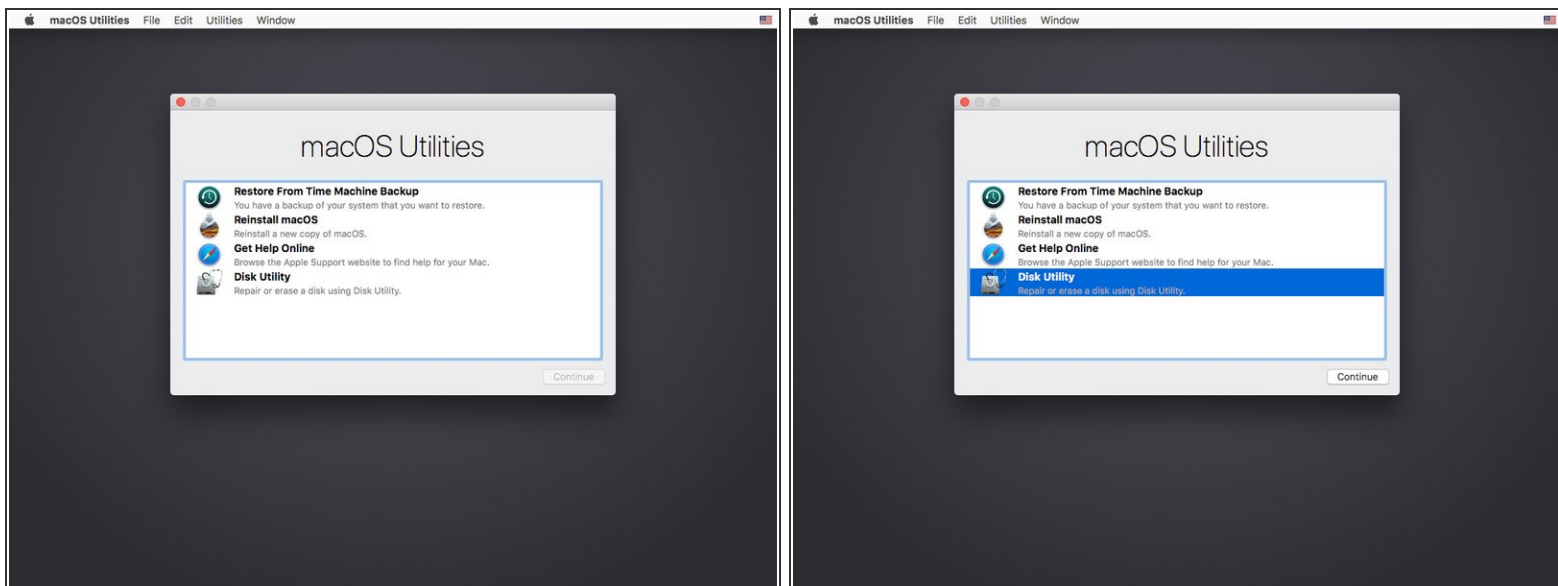 macOS Utilities File Edit Utilities Window
macOS Utilities
Restore From Time Machine Backup
You have a backup of your system that you want to restore.
Reinstall macOS
Reinstall a new copy of macOS.
Get Help Online
Browse the Apple Support website to find help for your Mac.
Disk Utility
Repair or erase a disk using Disk Utility.
Continue
macOS Utilities File Edit Utilities Window
macOS Utilities
Restore From Time Machine Backup
You have a backup of your system that you want to restore.
Reinstall macOS
Reinstall a new copy of macOS.
Get Help Online
Browse the Apple Support website to find help for your Mac.
Disk Utility
Repair or erase a disk using Disk Utility.
Continue